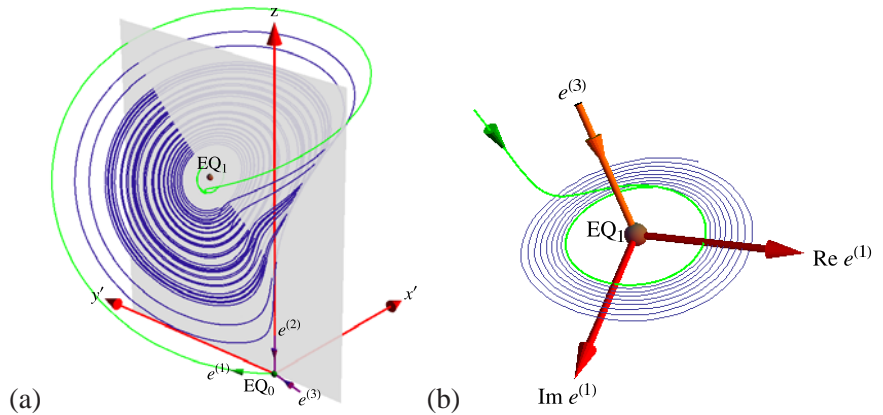 z
EQ₁
y′
x′
e⁽²⁾
e⁽¹⁾
EQ₀
e⁽³⁾
(a)
e⁽³⁾
EQ₁
Re e⁽¹⁾
Im e⁽¹⁾
(b)